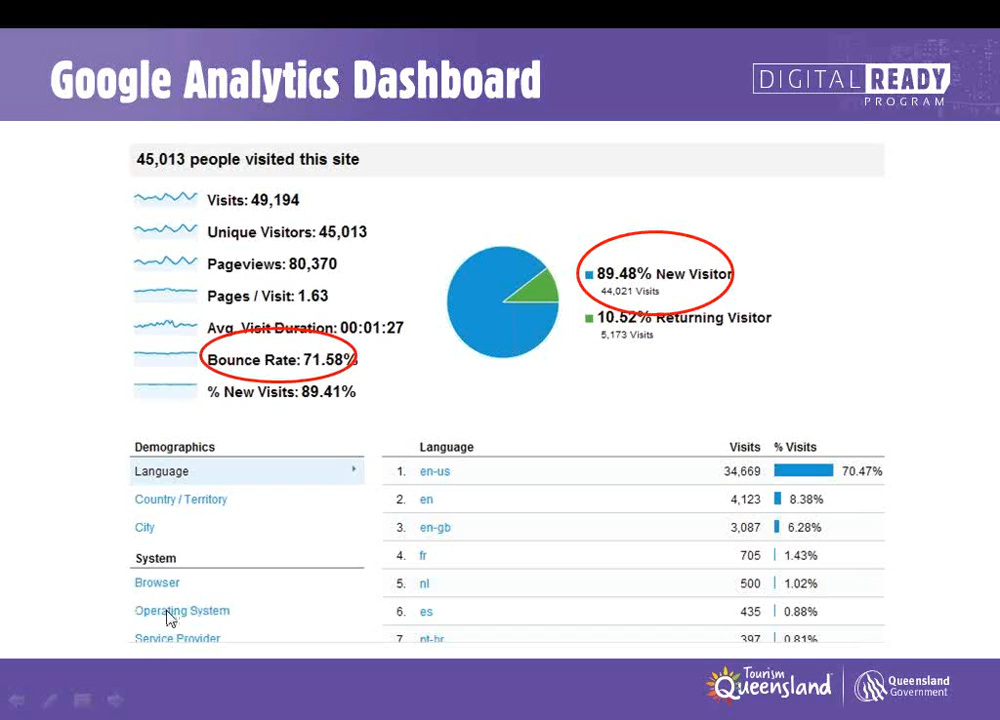 Google Analytics Dashboard
DIGITAL READY
PROGRAM
45,013 people visited this site
Visits: 49,194
Unique Visitors: 45,013
Pageviews: 80,370
Pages / Visit: 1.63
Avg. Visit Duration: 00:01:27
Bounce Rate: 71.58%
% New Visits: 89.41%
89.48% New Visitor
44,021 Visits
10.52% Returning Visitor
5,173 Visits
Demographics
Language
Country / Territory
City
System
Browser
Operating System
Service Provider
Language Visits % Visits
1. en-us 34,669 70.47%
2. en 4,123 8.38%
3. en-gb 3,087 6.28%
4. fr 705 1.43%
5. nl 500 1.02%
6. es 435 0.88%
7. pt-br 397 0.81%
Tourism
Queensland
Queensland
Government